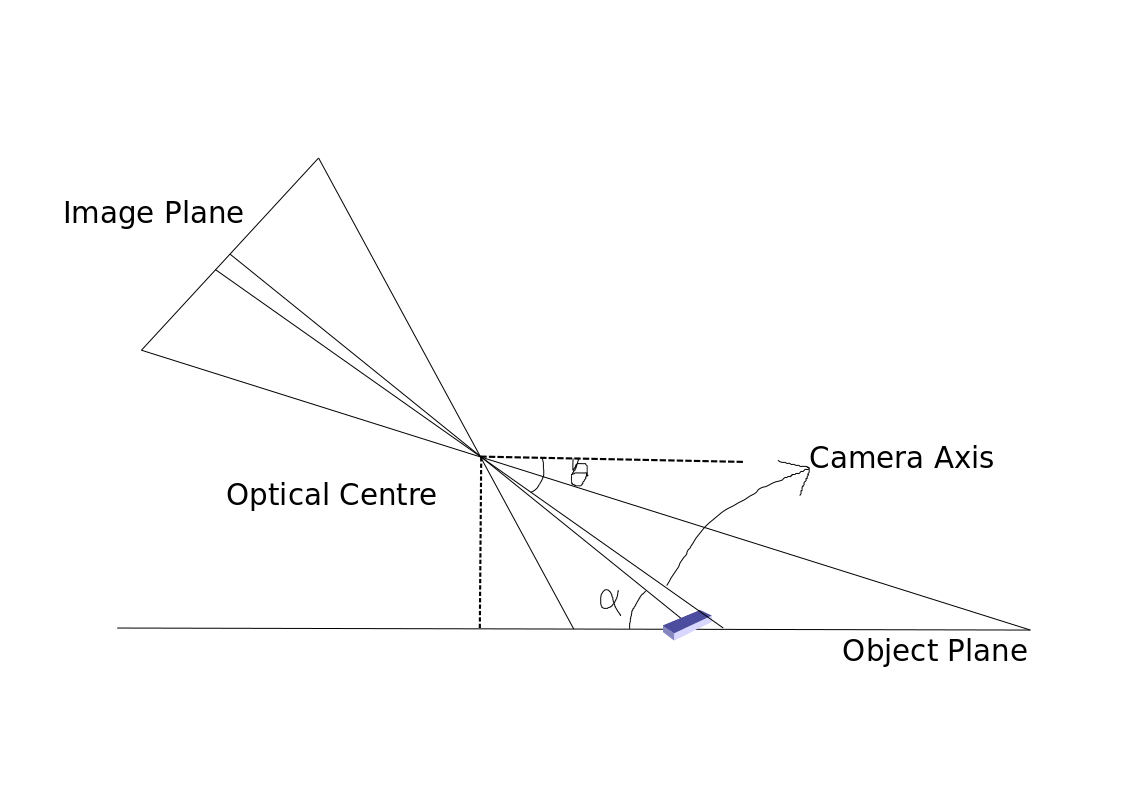 Image Plane
Camera Axis
Optical Centre
α
Object Plane